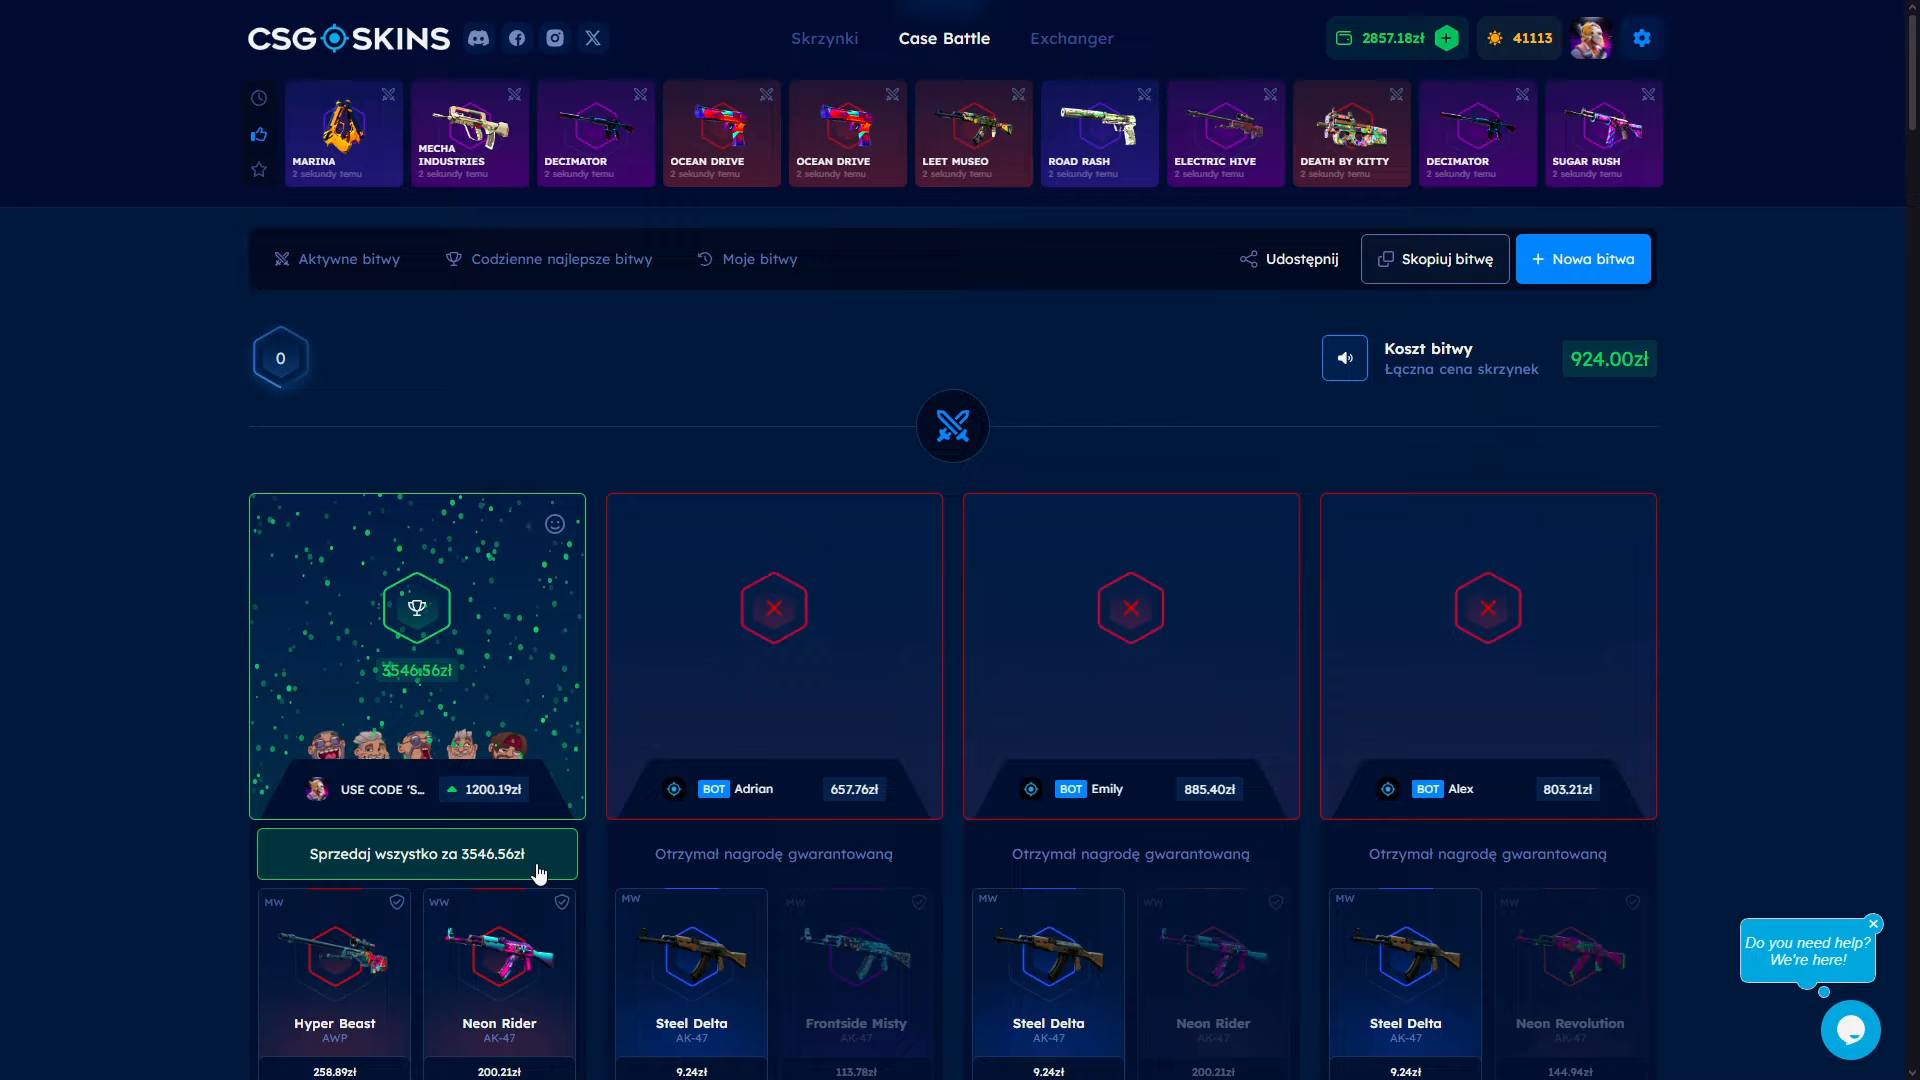 CSG SKINS
Skrzynki
Case Battle
Exchanger
2857.18zł
41113
MARINA
2 sekundy temu
MECHA INDUSTRIES
2 sekundy temu
DECIMATOR
2 sekundy temu
OCEAN DRIVE
2 sekundy temu
OCEAN DRIVE
2 sekundy temu
LEET MUSEO
2 sekundy temu
ROAD RASH
2 sekundy temu
ELECTRIC HIVE
2 sekundy temu
DEATH BY KITTY
2 sekundy temu
DECIMATOR
2 sekundy temu
SUGAR RUSH
2 sekundy temu
Aktywne bitwy
Codzienne najlepsze bitwy
Moje bitwy
Udostępnij
Skopiuj bitwę
+ Nowa bitwa
0
Koszt bitwy
Łączna cena skrzynek
924.00zł
3546.56zł
USE CODE 'S...
1200.19zł
BOT Adrian
657.76zł
BOT Emily
885.40zł
BOT Alex
803.21zł
Sprzedaj wszystko za 3546.56zł
Otrzymał nagrodę gwarantowaną
Otrzymał nagrodę gwarantowaną
Otrzymał nagrodę gwarantowaną
MW
Hyper Beast
AWP
258.89zł
WW
Neon Rider
AK-47
200.21zł
MW
Steel Delta
AK-47
9.24zł
MW
Frontside Misty
AK-47
113.78zł
MW
Steel Delta
AK-47
9.24zł
WW
Neon Rider
AK-47
200.21zł
MW
Steel Delta
AK-47
9.24zł
MW
Neon Revolution
AK-47
144.94zł
Do you need help?
We're here!